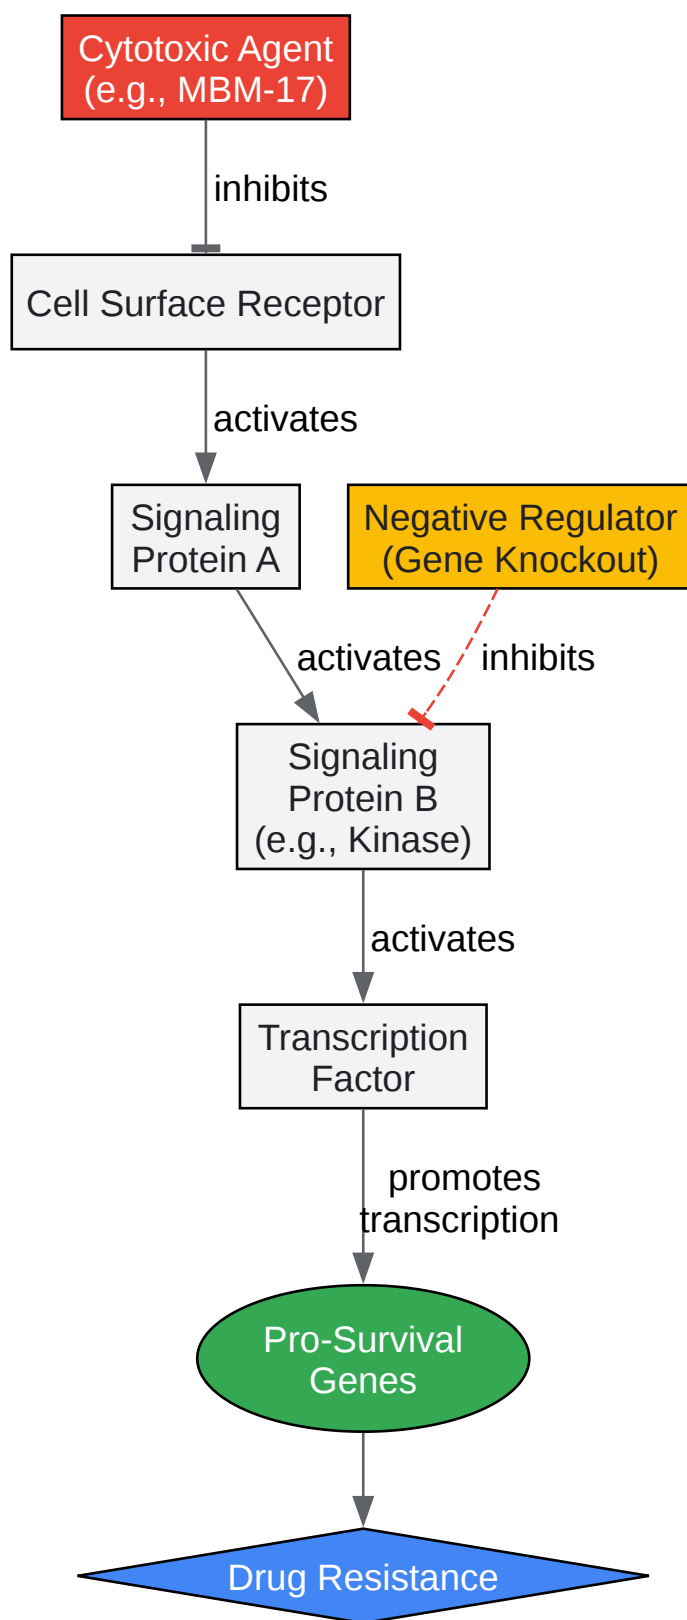 Cytotoxic Agent
(e.g., MBM-17)
inhibits
Cell Surface Receptor
activates
Signaling
Protein A
Negative Regulator
(Gene Knockout)
activates
inhibits
Signaling
Protein B
(e.g., Kinase)
activates
Transcription
Factor
promotes
transcription
Pro-Survival
Genes
Drug Resistance